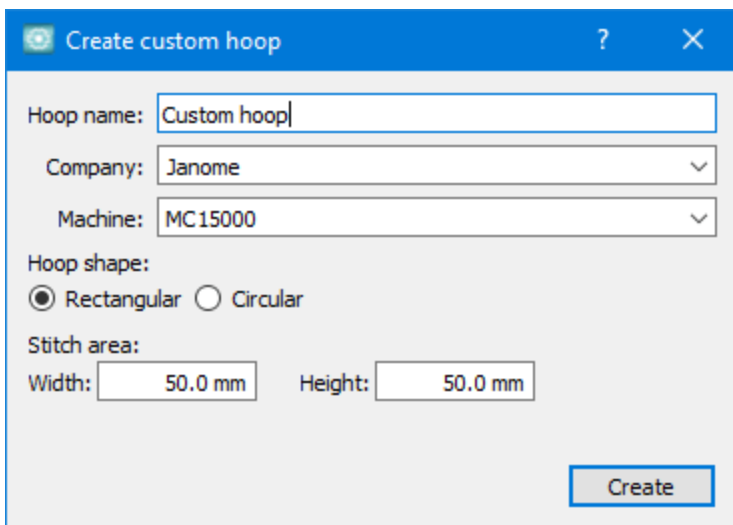 Create custom hoop ?
Hoop name: Custom hoop
Company: Janome
Machine: MC15000
Hoop shape:
Rectangular Circular
Stitch area:
Width: 50.0 mm Height: 50.0 mm
Create